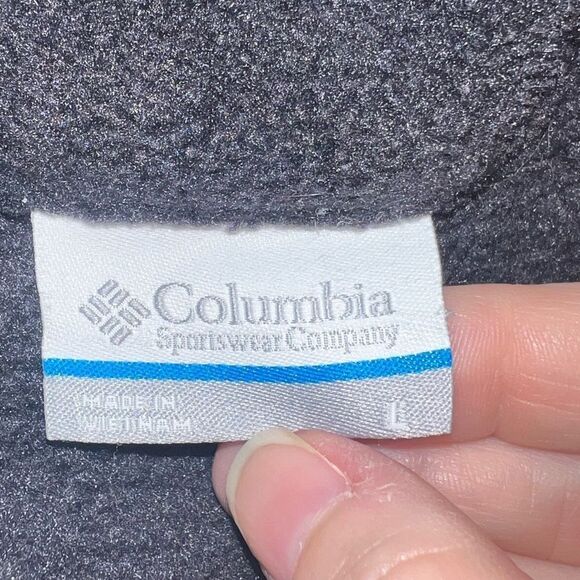 Columbia
Sportswear Company
MADE IN
VIETNAM
L